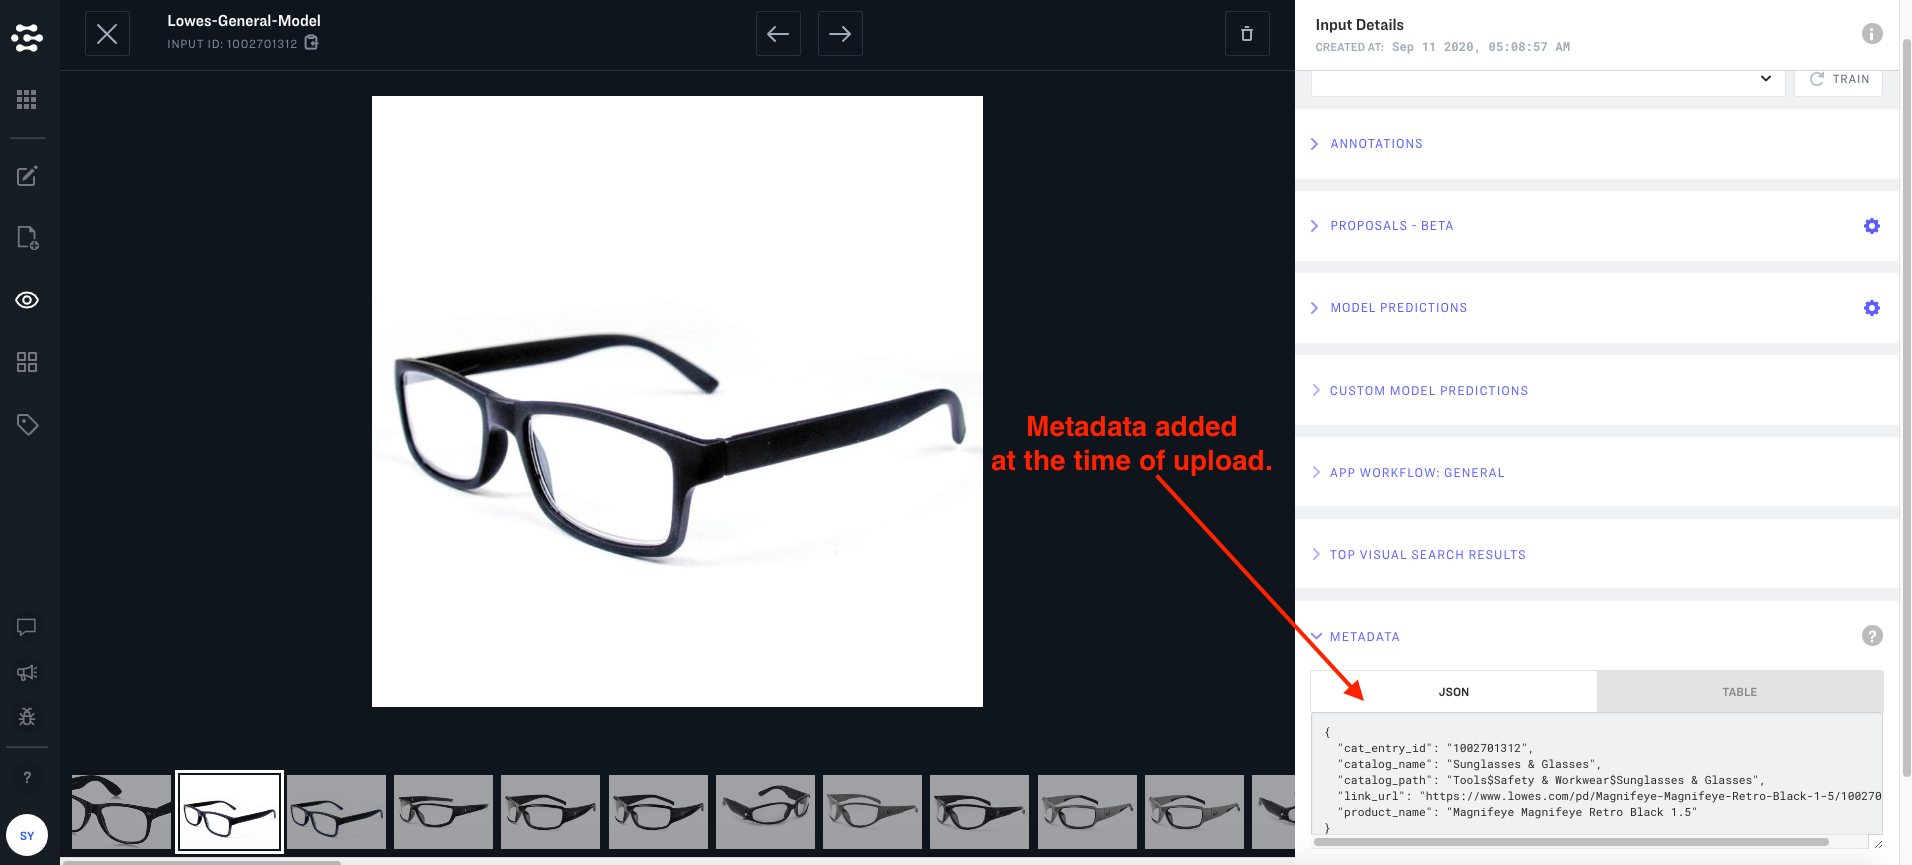 Lowes-General-Model
INPUT ID: 1002701312
Input Details
CREATED AT: Sep 11 2020, 05:08:57 AM
TRAIN
ANNOTATIONS
PROPOSALS - BETA
MODEL PREDICTIONS
CUSTOM MODEL PREDICTIONS
Metadata added
at the time of upload.
APP WORKFLOW: GENERAL
TOP VISUAL SEARCH RESULTS
METADATA
?
JSON
TABLE
{
"cat_entry_id": "1002701312",
"catalog_name": "Sunglasses & Glasses",
"catalog_path": "Tools$Safety & Workwear$Sunglasses & Glasses",
"link_url": "https://www.lowes.com/pd/Magnifeye-Magnifeye-Retro-Black-1-5/100270
"product_name": "Magnifeye Magnifeye Retro Black 1.5"
}
?
SY